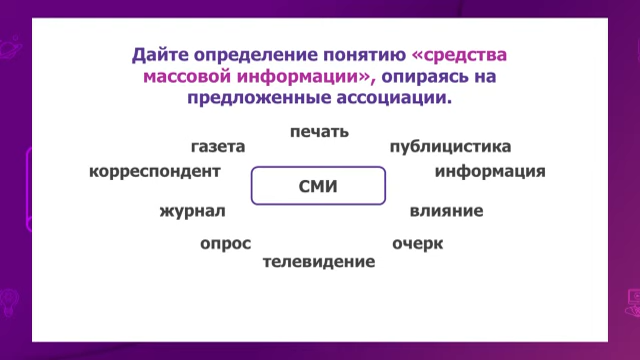 Дайте определение понятию «средства
массовой информации», опираясь на
предложенные ассоциации.
печать
газета
публицистика
корреспондент
информация
СМИ
журнал
влияние
опрос
очерк
телевидение